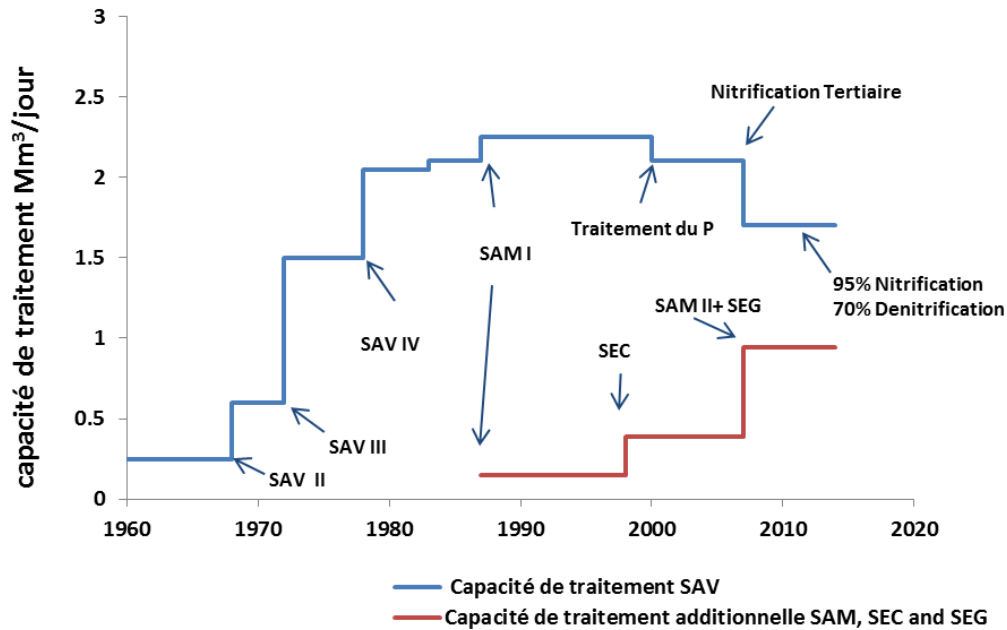 capacité de traitement Mm³/jour
3
2.5
2
1.5
1
0.5
0
1960
1970
1980
1990
2000
2010
2020
Nitrification Tertiaire
Traitement du P
SAM I
95% Nitrification
70% Denitrification
SAM II+ SEG
SAV IV
SEC
SAV III
SAV II
Capacité de traitement SAV
Capacité de traitement additionnelle SAM, SEC and SEG